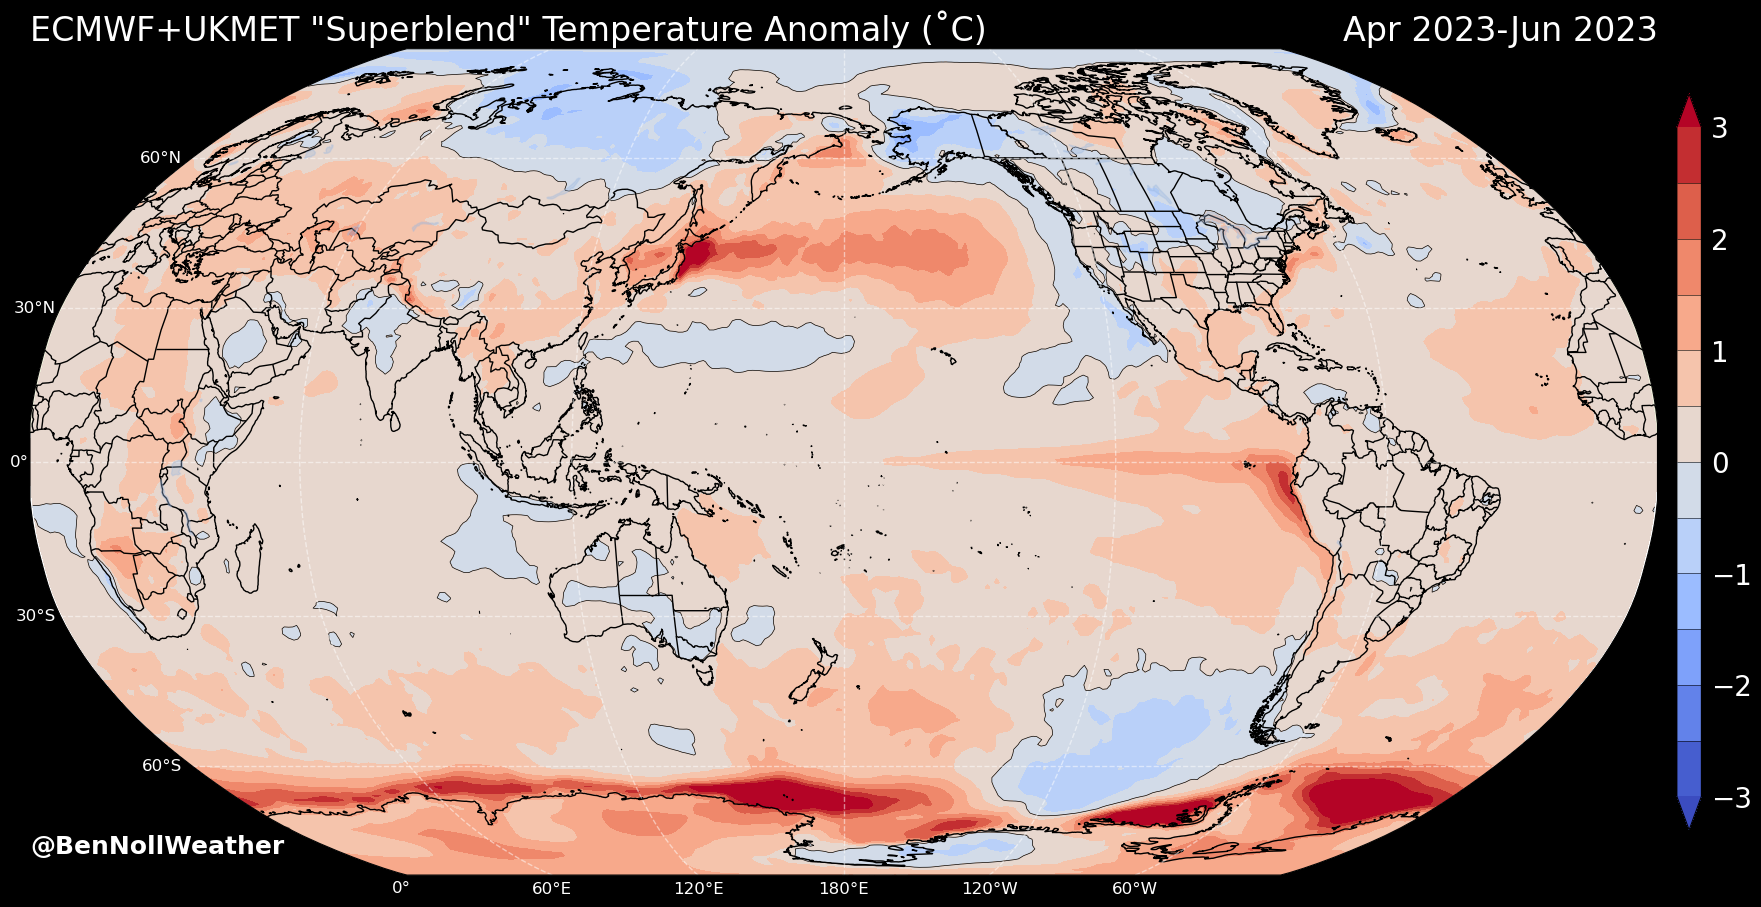 ECMWF+UKMET "Superblend" Temperature Anomaly (˚C)
Apr 2023-Jun 2023
60°N
30°N
0°
30°S
60°S
0°
60°E
120°E
180°E
120°W
60°W
3
2
1
0
−1
−2
−3
@BenNollWeather